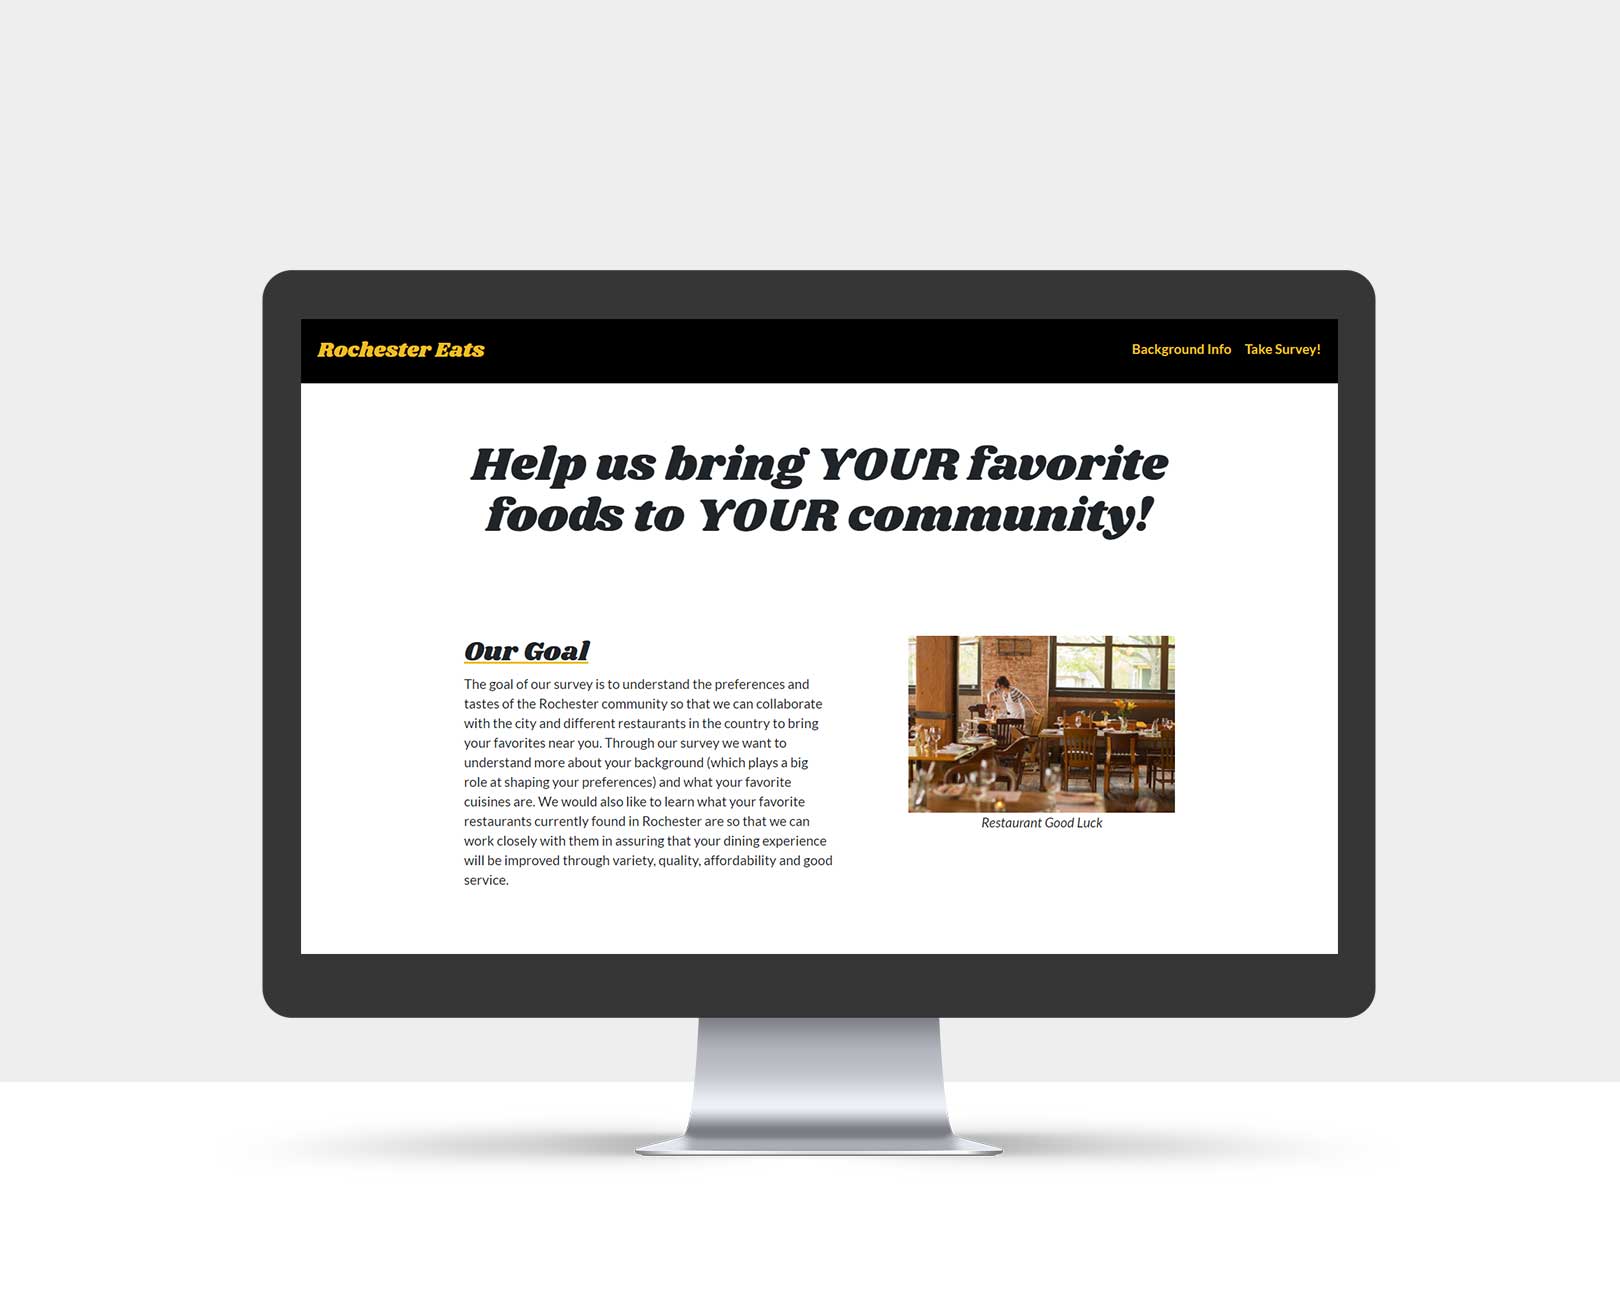 Rochester Eats
Background Info
Take Survey!
Help us bring YOUR favorite
foods to YOUR community!
Our Goal
The goal of our survey is to understand the preferences and
tastes of the Rochester community so that we can collaborate
with the city and different restaurants in the country to bring
your favorites near you. Through our survey we want to
understand more about your background (which plays a big
role at shaping your preferences) and what your favorite
cuisines are. We would also like to learn what your favorite
restaurants currently found in Rochester are so that we can
work closely with them in assuring that your dining experience
will be improved through variety, quality, affordability and good
service.
Restaurant Good Luck